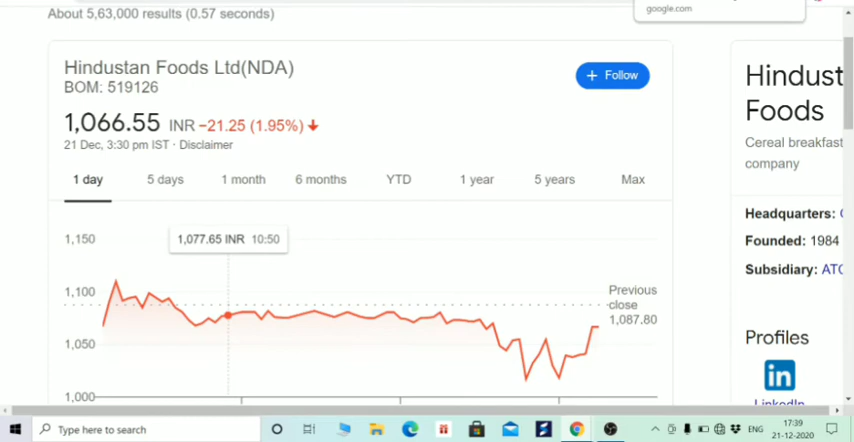 google.com
About 5,63,000 results (0.57 seconds)
Hindustan Foods Ltd(NDA)
BOM: 519126
+ Follow
1,066.55 INR −21.25 (1.95%)
21 Dec, 3:30 pm IST · Disclaimer
1 day 5 days 1 month 6 months YTD 1 year 5 years Max
1,077.65 INR 10:50
1,150
1,100
1,050
1,000
Previous
close
1,087.80
Hindust
Foods
Cereal breakfast
company
Headquarters:
Founded: 1984
Subsidiary: ATC
Profiles
in
LinkedIn
Type here to search
ENG
17:39
21-12-2020